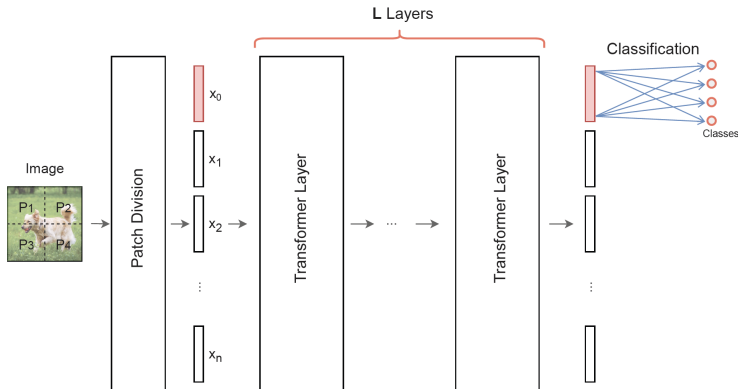 L Layers
Classification
Classes
Image
P1 P2
P3 P4
Patch Division
x0
x1
x2
...
xn
Transformer Layer
...
Transformer Layer
...